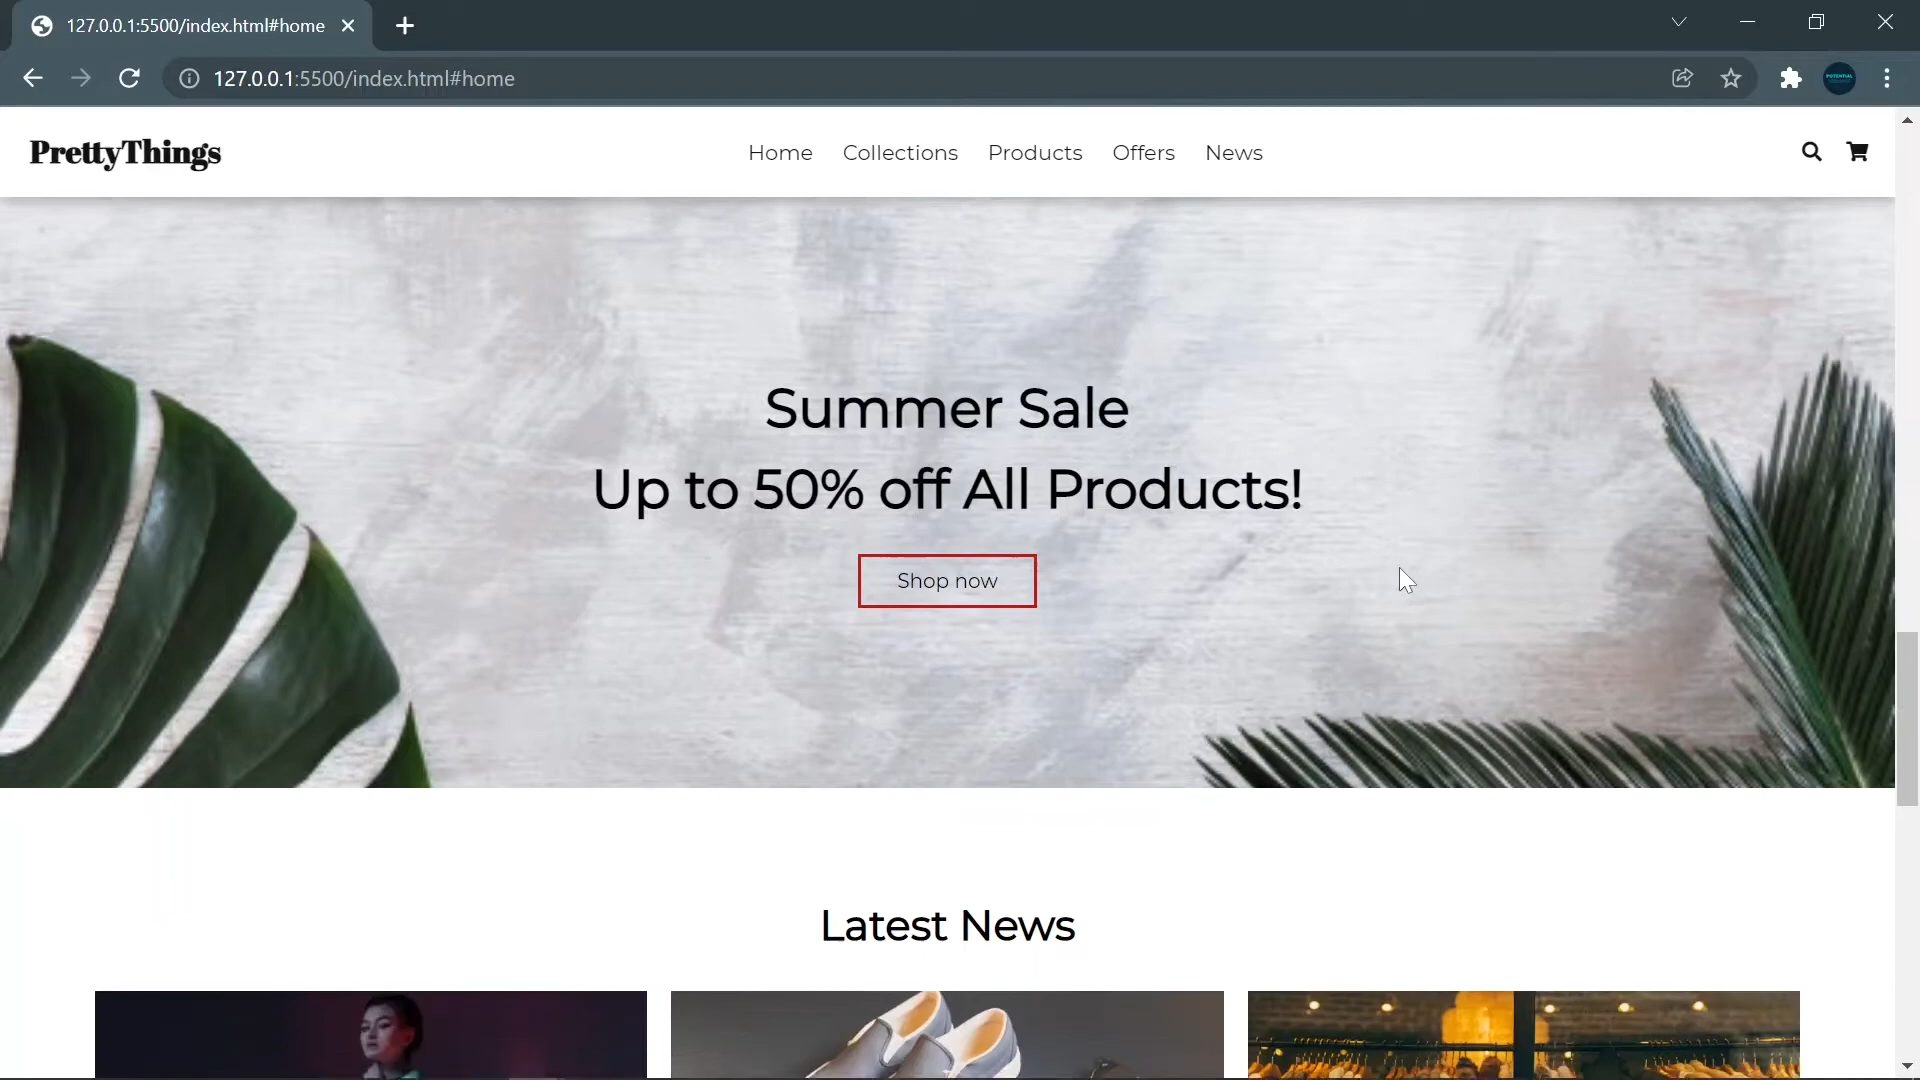 127.0.0.1:5500/index.html#home
127.0.0.1:5500/index.html#home
PrettyThings
Home Collections Products Offers News
Summer Sale
Up to 50% off All Products!
Shop now
Latest News